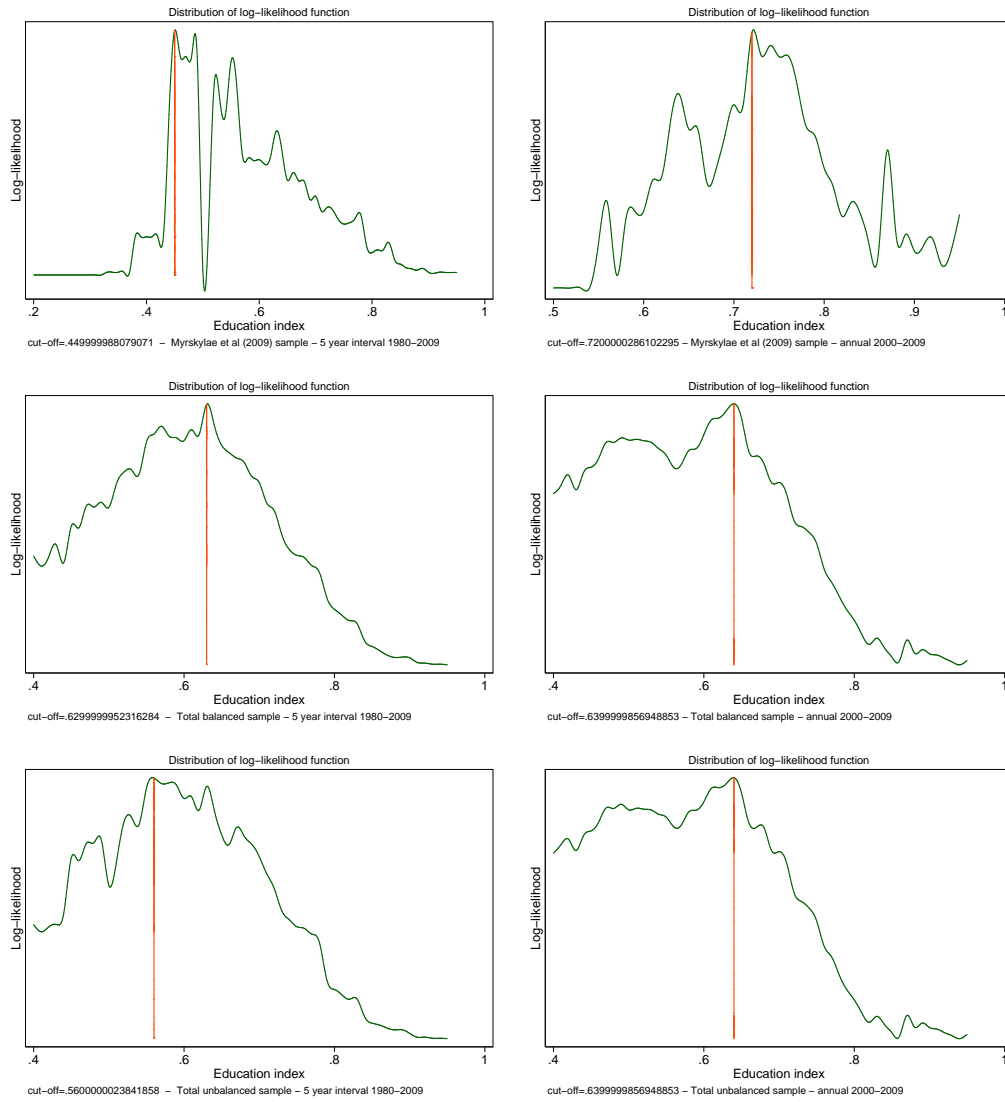 Distribution of log−likelihood function
Log−likelihood
.2 .4 .6 .8 1
Education index
cut−off=.449999988079071 − Myrskylae et al (2009) sample − 5 year interval 1980−2009
Distribution of log−likelihood function
Log−likelihood
.5 .6 .7 .8 .9 1
Education index
cut−off=.7200000286102295 − Myrskylae et al (2009) sample − annual 2000−2009
Distribution of log−likelihood function
Log−likelihood
.4 .6 .8 1
Education index
cut−off=.6299999952316284 − Total balanced sample − 5 year interval 1980−2009
Distribution of log−likelihood function
Log−likelihood
.4 .6 .8 1
Education index
cut−off=.6399999856948853 − Total balanced sample − annual 2000−2009
Distribution of log−likelihood function
Log−likelihood
.4 .6 .8 1
Education index
cut−off=.5600000023841858 − Total unbalanced sample − 5 year interval 1980−2009
Distribution of log−likelihood function
Log−likelihood
.4 .6 .8 1
Education index
cut−off=.6399999856948853 − Total unbalanced sample − annual 2000−2009